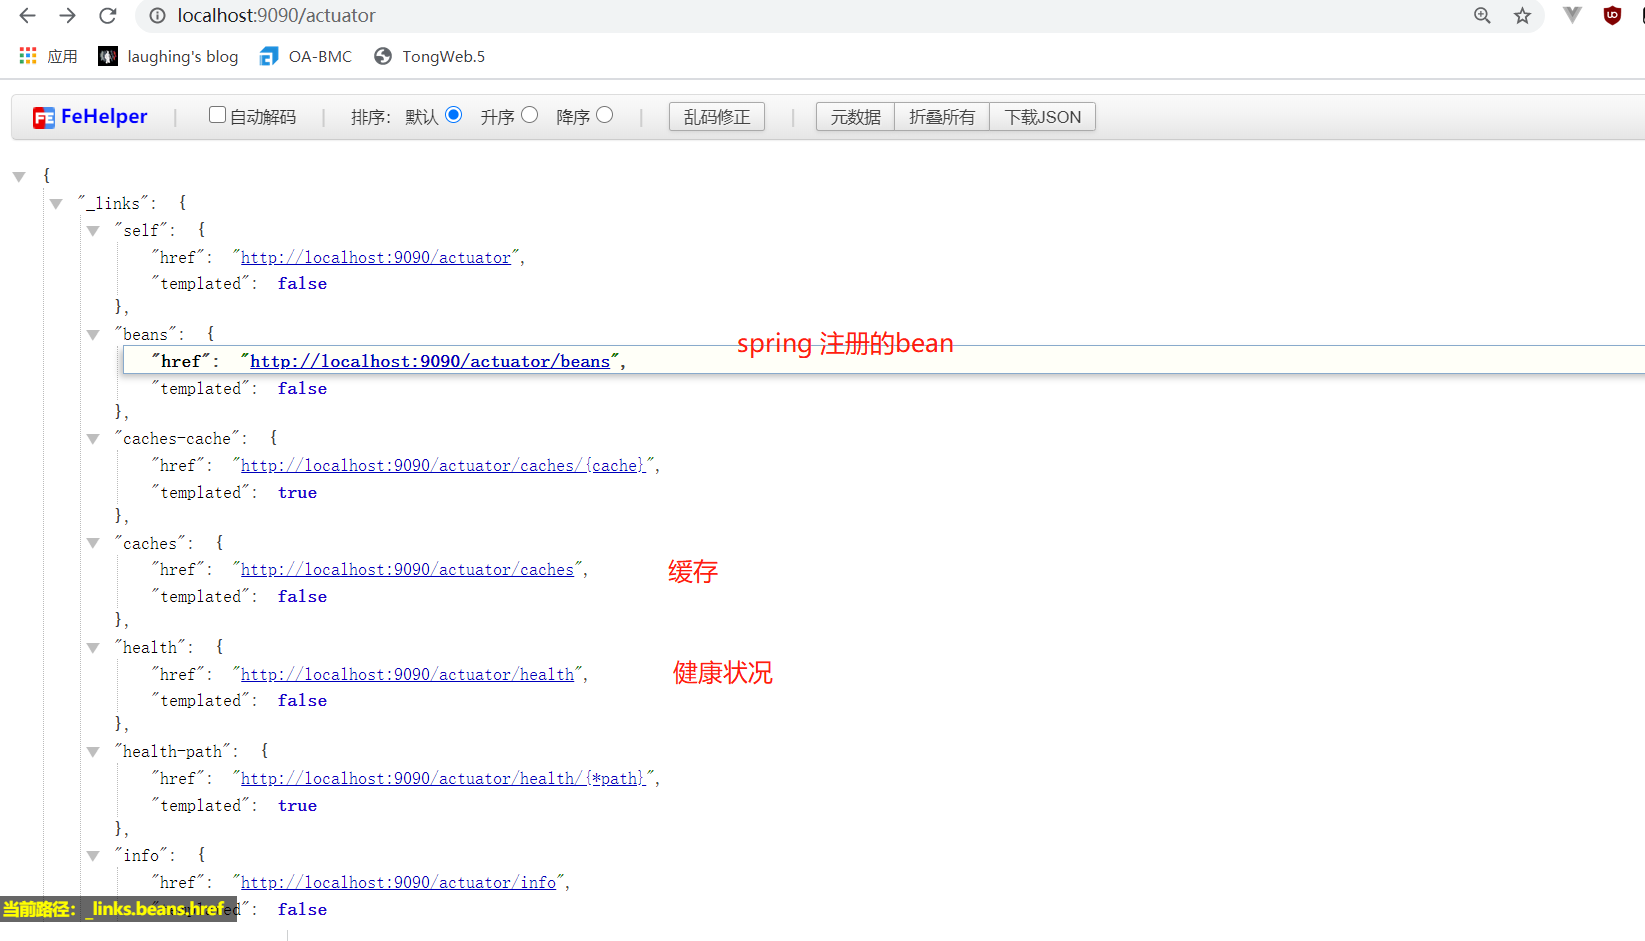 localhost:9090/actuator
应用 laughing's blog OA-BMC TongWeb.5
FeHelper 自动解码 排序: 默认 升序 降序 乱码修正 元数据 折叠所有 下载JSON
{
"_links": {
"self": {
"href": "http://localhost:9090/actuator",
"templated": false
},
"beans": {
spring 注册的bean
"href": "http://localhost:9090/actuator/beans",
"templated": false
},
"caches-cache": {
"href": "http://localhost:9090/actuator/caches/{cache}",
"templated": true
},
"caches": {
"href": "http://localhost:9090/actuator/caches", 缓存
"templated": false
},
"health": {
"href": "http://localhost:9090/actuator/health", 健康状况
"templated": false
},
"health-path": {
"href": "http://localhost:9090/actuator/health/{*path}",
"templated": true
},
"info": {
"href": "http://localhost:9090/actuator/info",
当前路径: _links.beans.href d": false